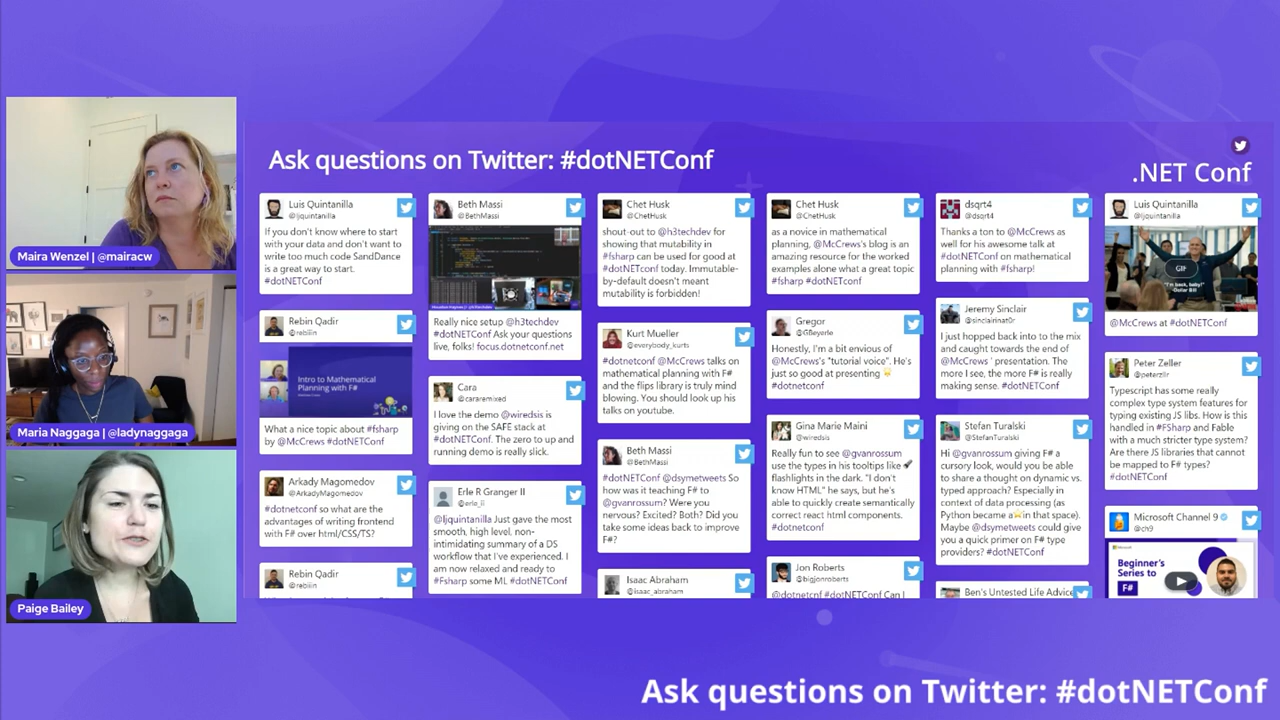 Maira Wenzel | @mairacw
Maria Naggaga | @ladynaggaga
Paige Bailey
Ask questions on Twitter: #dotNETConf
.NET Conf
Luis Quintanilla
@ljquintanilla
If you don't know where to start
with your data and don't want to
write too much code SandDance
is a great way to start.
#dotNETConf
Rebin Qadir
@rebiiin
Intro to Mathematical
Planning with F#
What a nice topic about #fsharp
by @McCrews #dotNETConf
Arkady Magomedov
@ArkadyMagomedov
#dotnetconf so what are the
advantages of writing frontend
with F# over html/CSS/TS?
Rebin Qadir
@rebiiin
Beth Massi
@BethMassi
Really nice setup @h3techdev
#dotNETConf Ask your questions
live, folks! focus.dotnetconf.net
Cara
@cararemixed
I love the demo @wiredsis is
giving on the SAFE stack at
#dotNETConf. The zero to up and
running demo is really slick.
Erle R Granger II
@erle_ii
@ljquintanilla Just gave the most
smooth, high level, non-
intimidating summary of a DS
workflow that I've experienced. I
am now relaxed and ready to
#Fsharp some ML #dotNETConf
Chet Husk
@ChetHusk
shout-out to @h3techdev for
showing that mutability in
#fsharp can be used for good at
#dotNETconf today. Immutable-
by-default doesn't meant
mutability is forbidden!
Kurt Mueller
@everybody_kurts
#dotnetconf @McCrews talks on
mathematical planning with F#
and the flips library is truly mind
blowing. You should look up his
talks on youtube.
Beth Massi
@BethMassi
#dotNETConf @dsymetweets So
how was it teaching F# to
@gvanrossum? Were you
nervous? Excited? Both? Did you
take some ideas back to improve
F#?
Isaac Abraham
@isaac_abraham
Chet Husk
@ChetHusk
as a novice in mathematical
planning, @McCrews's blog is an
amazing resource for the worked
examples alone what a great topic
#fsharp #dotNETConf
Gregor
@GBeyerle
Honestly, I'm a bit envious of
@McCrews's "tutorial voice". He's
just so good at presenting
#dotnetconf
Gina Marie Maini
@wiredsis
Really fun to see @gvanrossum
use the types in his tooltips like 🚀
flashlights in the dark. "I don't
know HTML" he says, but he's
able to quickly create semantically
correct react html components.
#dotnetconf
Jon Roberts
@bigjonroberts
@dotnetcnf #dotNETConf Can I
dsqrt4
@dsqrt4
Thanks a ton to @McCrews as
well for his awesome talk at
#dotNETConf on mathematical
planning with #fsharp!
Jeremy Sinclair
@sinclairinat0r
I just hopped back into to the mix
and caught towards the end of
@McCrews ' presentation. The
more I see, the more F# is really
making sense. #dotNETConf
Stefan Turalski
@StefanTuralski
Hi @gvanrossum giving F# a
cursory look, would you be able
to share a thought on dynamic vs.
typed approach? Especially in
context of data processing (as
Python became a in that space).
Maybe @dsymetweets could give
you a quick primer on F# type
providers? #dotNETConf
Ben's Untested Life Advice
Luis Quintanilla
@ljquintanilla
GIF
"I'm back, baby!"
@McCrews at #dotNETConf
Peter Zeller
@peterzllr
Typescript has some really
complex type system features for
typing existing JS libs. How is this
handled in #FSharp and Fable
with a much stricter type system?
Are there JS libraries that cannot
be mapped to F# types?
#dotNETConf
Microsoft Channel 9
@ch9
Microsoft
Beginner's
Series to
F#
Ask questions on Twitter: #dotNETConf